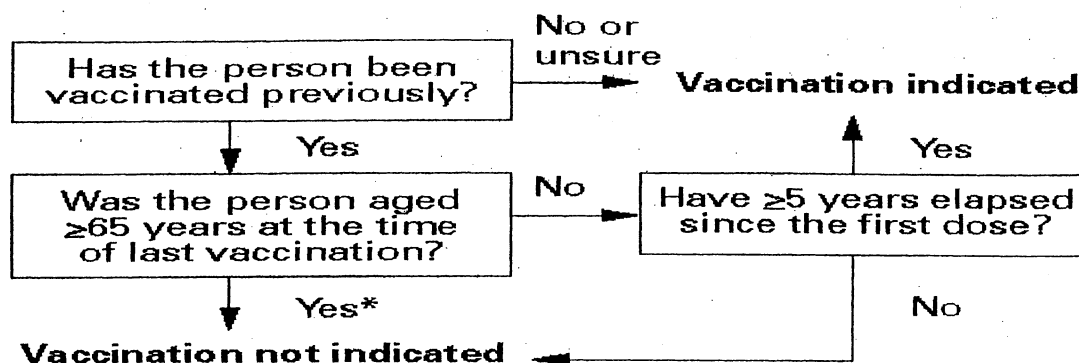 Has the person been
vaccinated previously?
No or
unsure
Vaccination indicated
Yes
Was the person aged
≥65 years at the time
of last vaccination?
No
Have ≥5 years elapsed
since the first dose?
Yes
Yes*
No
Vaccination not indicated